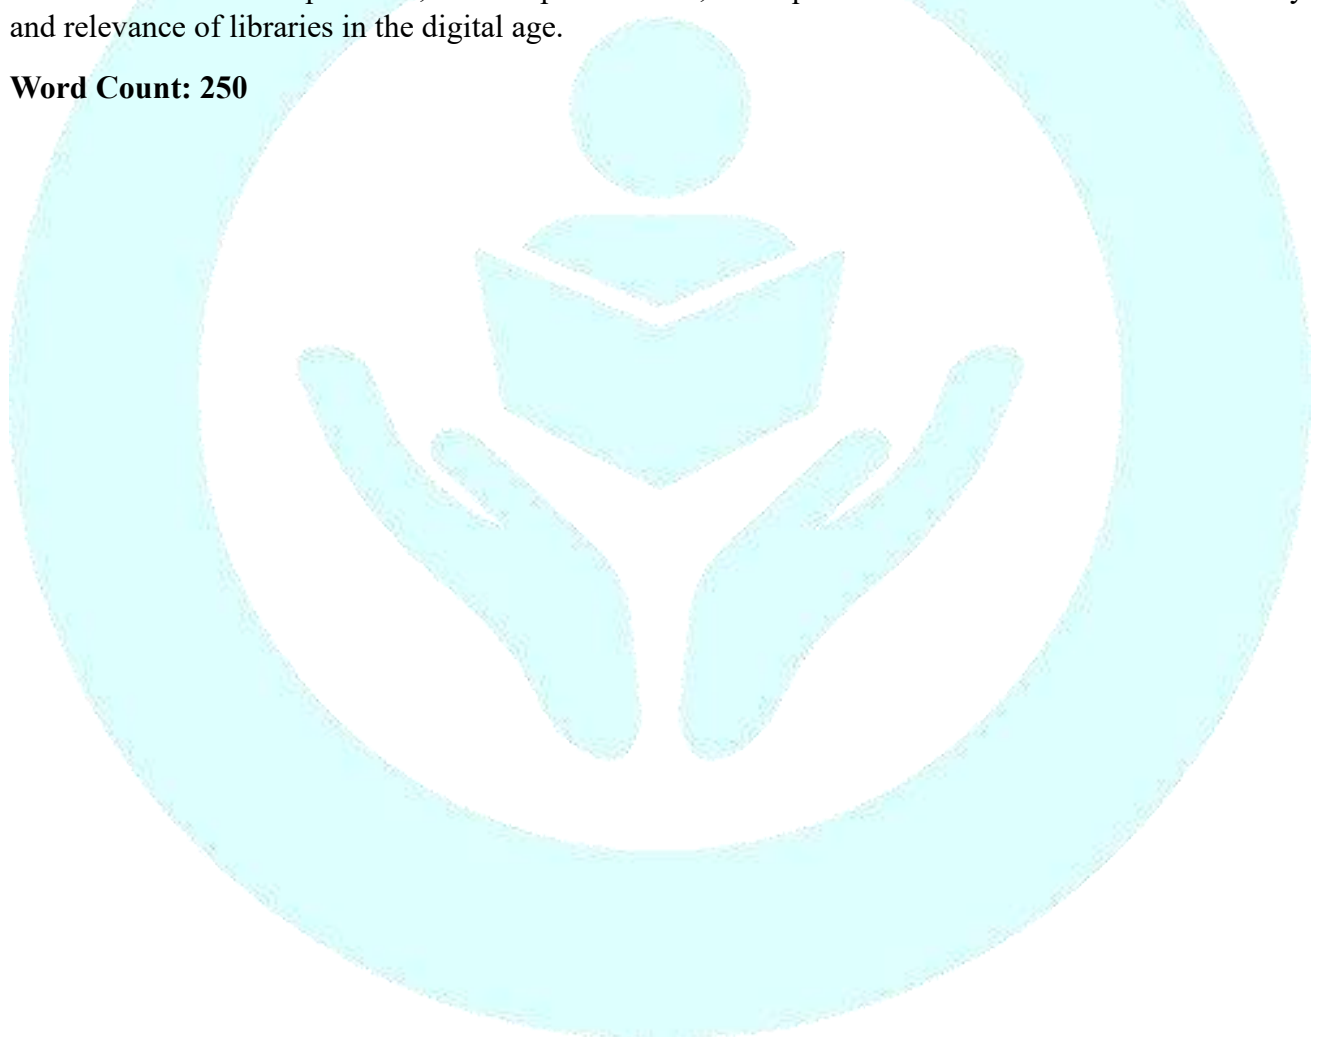 and relevance of libraries in the digital age.
Word Count: 250